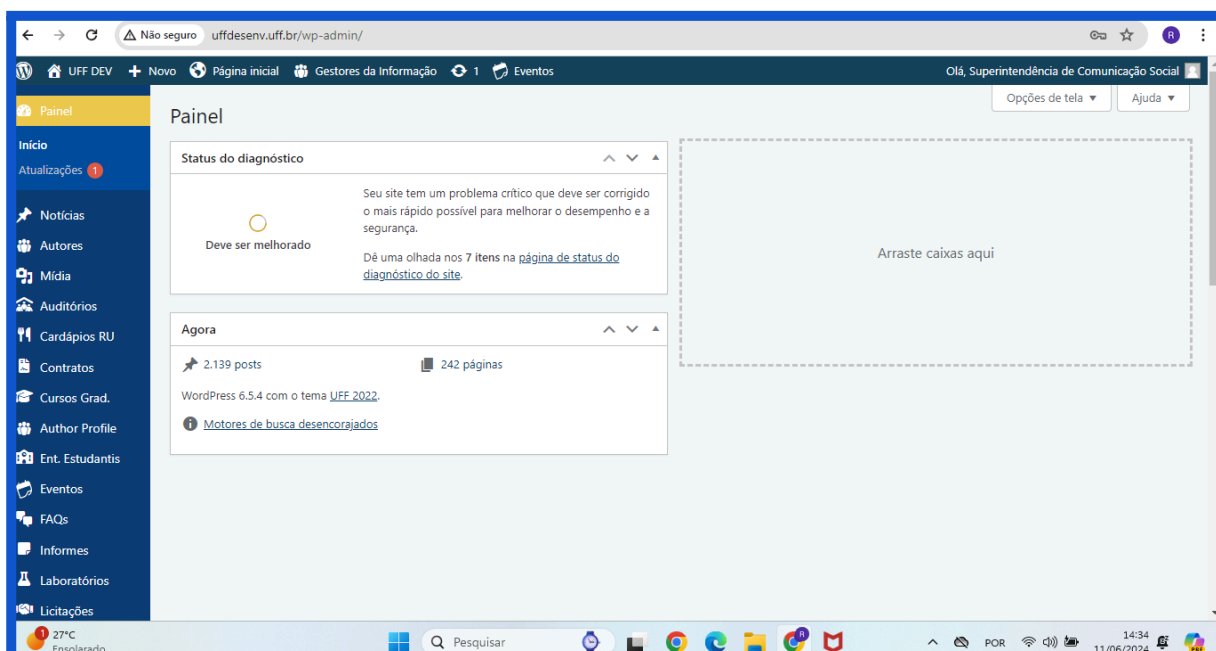 Não seguro uffdesenv.uff.br/wp-admin/
R
UFF DEV Novo Página inicial Gestores da Informação 1 Eventos Olá, Superintendência de Comunicação Social
Painel
Início
Atualizações 1
Notícias
Autores
Mídia
Auditórios
Cardápios RU
Contratos
Cursos Grad.
Author Profile
Ent. Estudantis
Eventos
FAQs
Informes
Laboratórios
Licitações
Opções de tela Ajuda
Painel
Status do diagnóstico
Deve ser melhorado
Seu site tem um problema crítico que deve ser corrigido
o mais rápido possível para melhorar o desempenho e a
segurança.
Dê uma olhada nos 7 itens na página de status do
diagnóstico do site.
Agora
2.139 posts 242 páginas
WordPress 6.5.4 com o tema UFF 2022.
Motores de busca desencorajados
Arraste caixas aqui
1
27°C
Ensolarado
Pesquisar
R
POR
14:34
11/06/2024
PRE